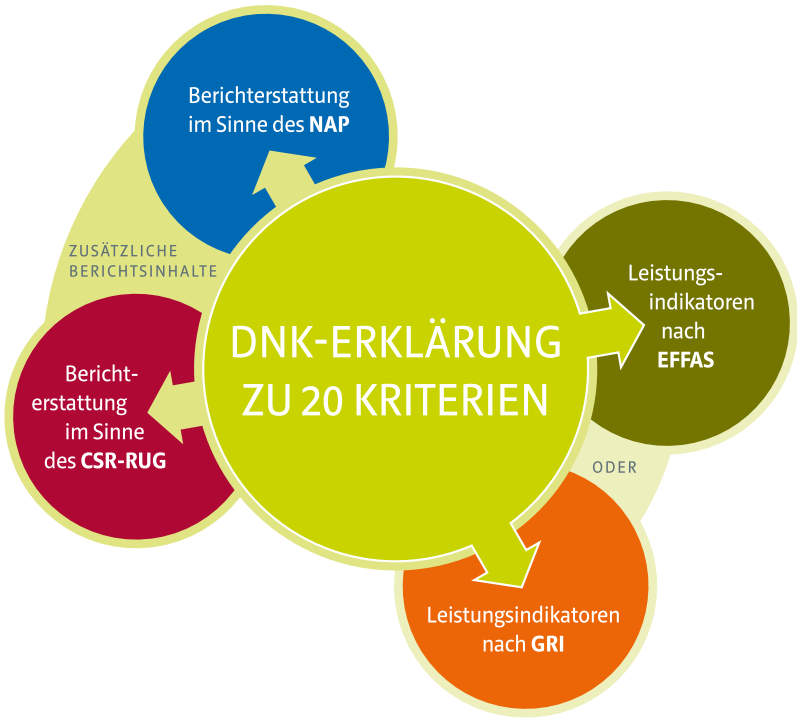 Berichterstattung
im Sinne des NAP
ZUSÄTZLICHE
BERICHTSINHALTE
Bericht-
erstattung
im Sinne
des CSR-RUG
DNK-ERKLÄRUNG
ZU 20 KRITERIEN
Leistungs-
indikatoren
nach
EFFAS
ODER
Leistungsindikatoren
nach GRI